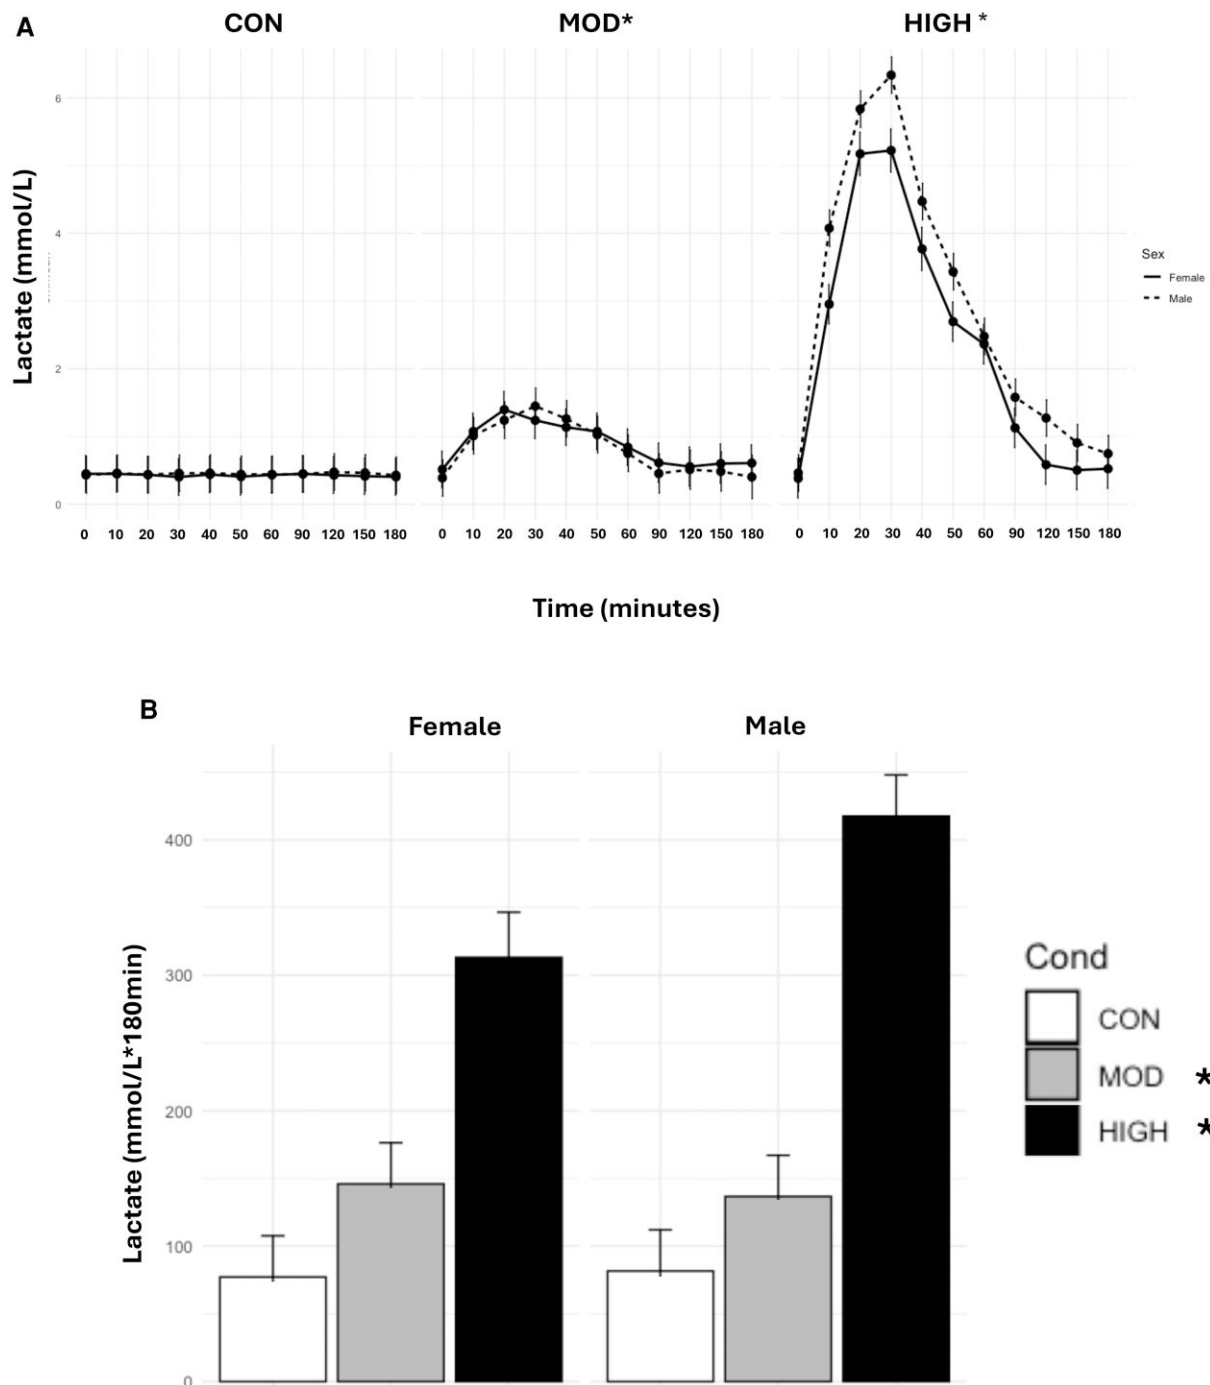 A
CON MOD* HIGH *
Lactate (mmol/L)
6
4
2
0
0 10 20 30 40 50 60 90 120 150 180
0 10 20 30 40 50 60 90 120 150 180
0 10 20 30 40 50 60 90 120 150 180
Time (minutes)
Sex
Female
Male
B
Female Male
Lactate (mmol/L*180min)
400
300
200
100
0
Cond
CON
MOD *
HIGH *